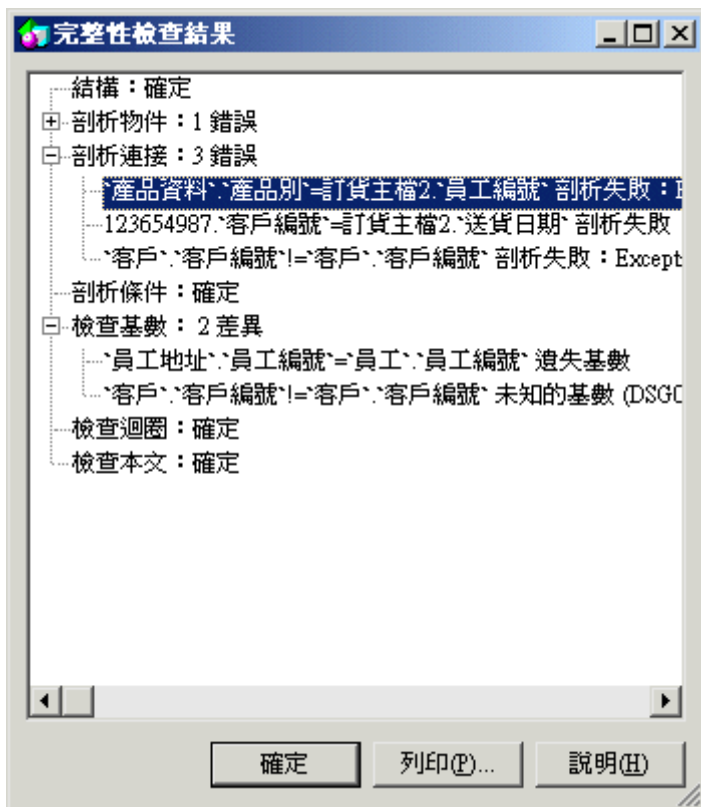 完整性檢查結果
結構：確定
剖析物件：1 錯誤
剖析連接：3 錯誤
`產品資料`.`產品別`=訂貨主檔2.`員工編號` 剖析失敗：E
123654987.`客戶編號`=訂貨主檔2.`送貨日期` 剖析失敗
`客戶`.`客戶編號`!=`客戶`.`客戶編號` 剖析失敗：Except
剖析條件：確定
檢查基數： 2 差異
`員工地址`.`員工編號`=`員工`.`員工編號` 遺失基數
`客戶`.`客戶編號`!=`客戶`.`客戶編號` 未知的基數 (DSGC
檢查迴圈：確定
檢查本文：確定
確定 列印(P)... 說明(H)